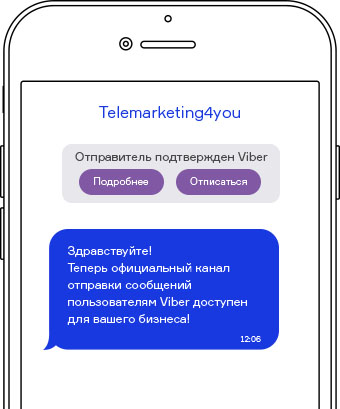 Telemarketing4you
Отправитель подтвержден Viber
Подробнее Отписаться
Здравствуйте!
Теперь официальный канал
отправки сообщений
пользователям Viber доступен
для вашего бизнеса!
12:06